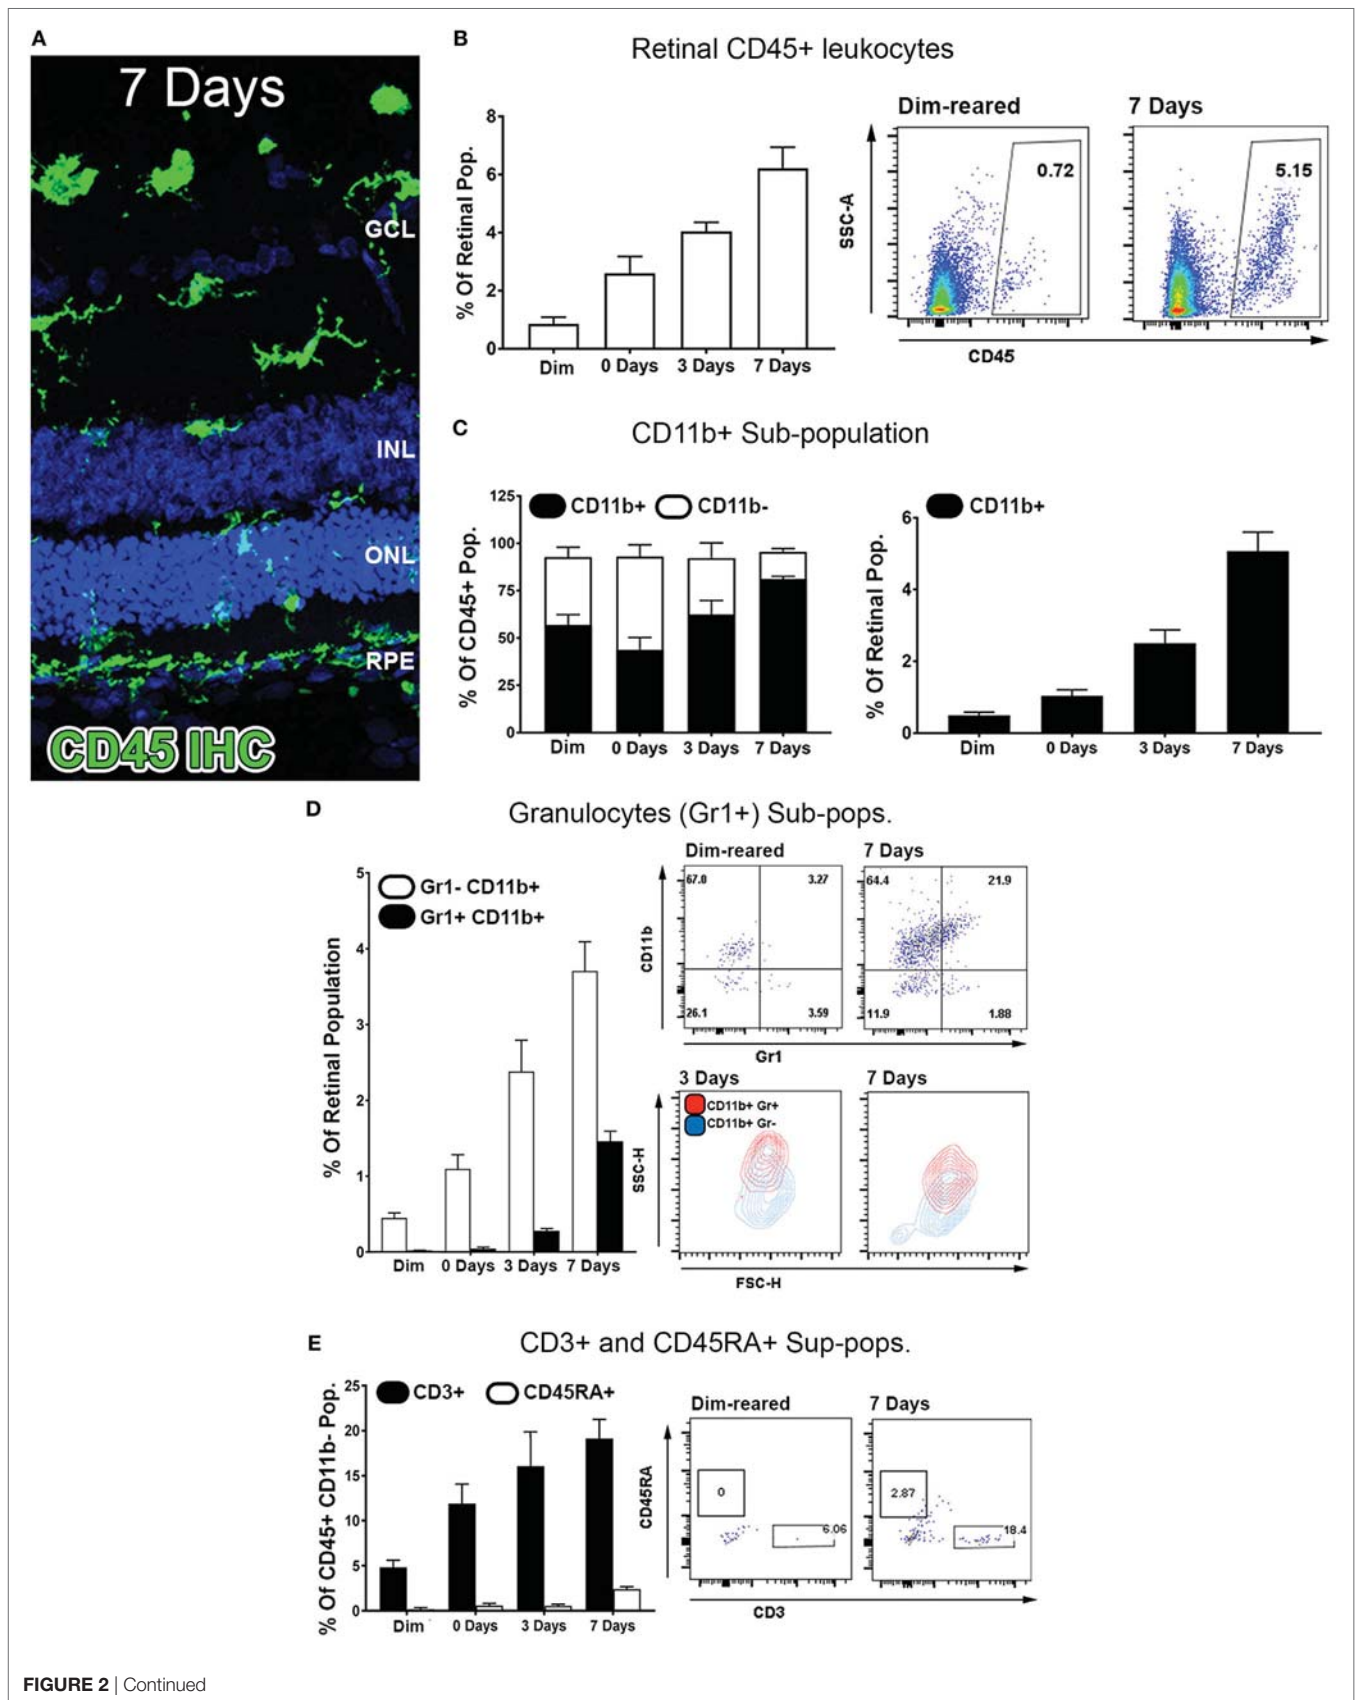 A
7 Days
GCL
INL
ONL
RPE
CD45 IHC
B
Retinal CD45+ leukocytes
% Of Retinal Pop.
8
6
4
2
0
Dim
0 Days
3 Days
7 Days
Dim-reared
7 Days
SSC-A
0.72
5.15
CD45
C
CD11b+ Sub-population
% Of CD45+ Pop.
125
100
75
50
25
0
CD11b+
CD11b-
Dim
0 Days
3 Days
7 Days
% Of Retinal Pop.
6
4
2
0
CD11b+
Dim
0 Days
3 Days
7 Days
D
Granulocytes (Gr1+) Sub-pops.
% Of Retinal Population
5
4
3
2
1
0
Gr1- CD11b+
Gr1+ CD11b+
Dim
0 Days
3 Days
7 Days
Dim-reared
7 Days
CD11b
67.0
3.27
26.1
3.59
64.4
21.9
11.9
1.88
Gr1
3 Days
7 Days
SSC-H
CD11b+ Gr+
CD11b+ Gr-
FSC-H
E
CD3+ and CD45RA+ Sup-pops.
% Of CD45+ CD11b- Pop.
25
20
15
10
5
0
CD3+
CD45RA+
Dim
0 Days
3 Days
7 Days
Dim-reared
7 Days
CD45RA
0
6.06
2.87
18.4
CD3
FIGURE 2 | Continued